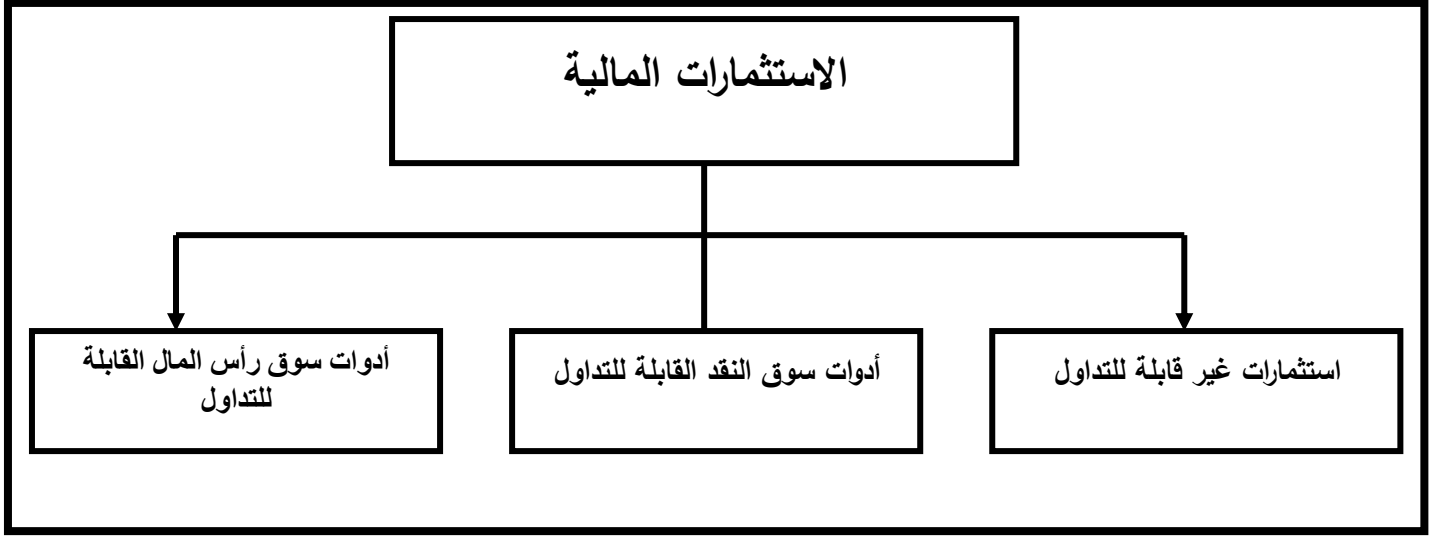 الاستثمارات المالية
استثمارات غير قابلة للتداول
أدوات سوق النقد القابلة للتداول
أدوات سوق رأس المال القابلة
للتداول